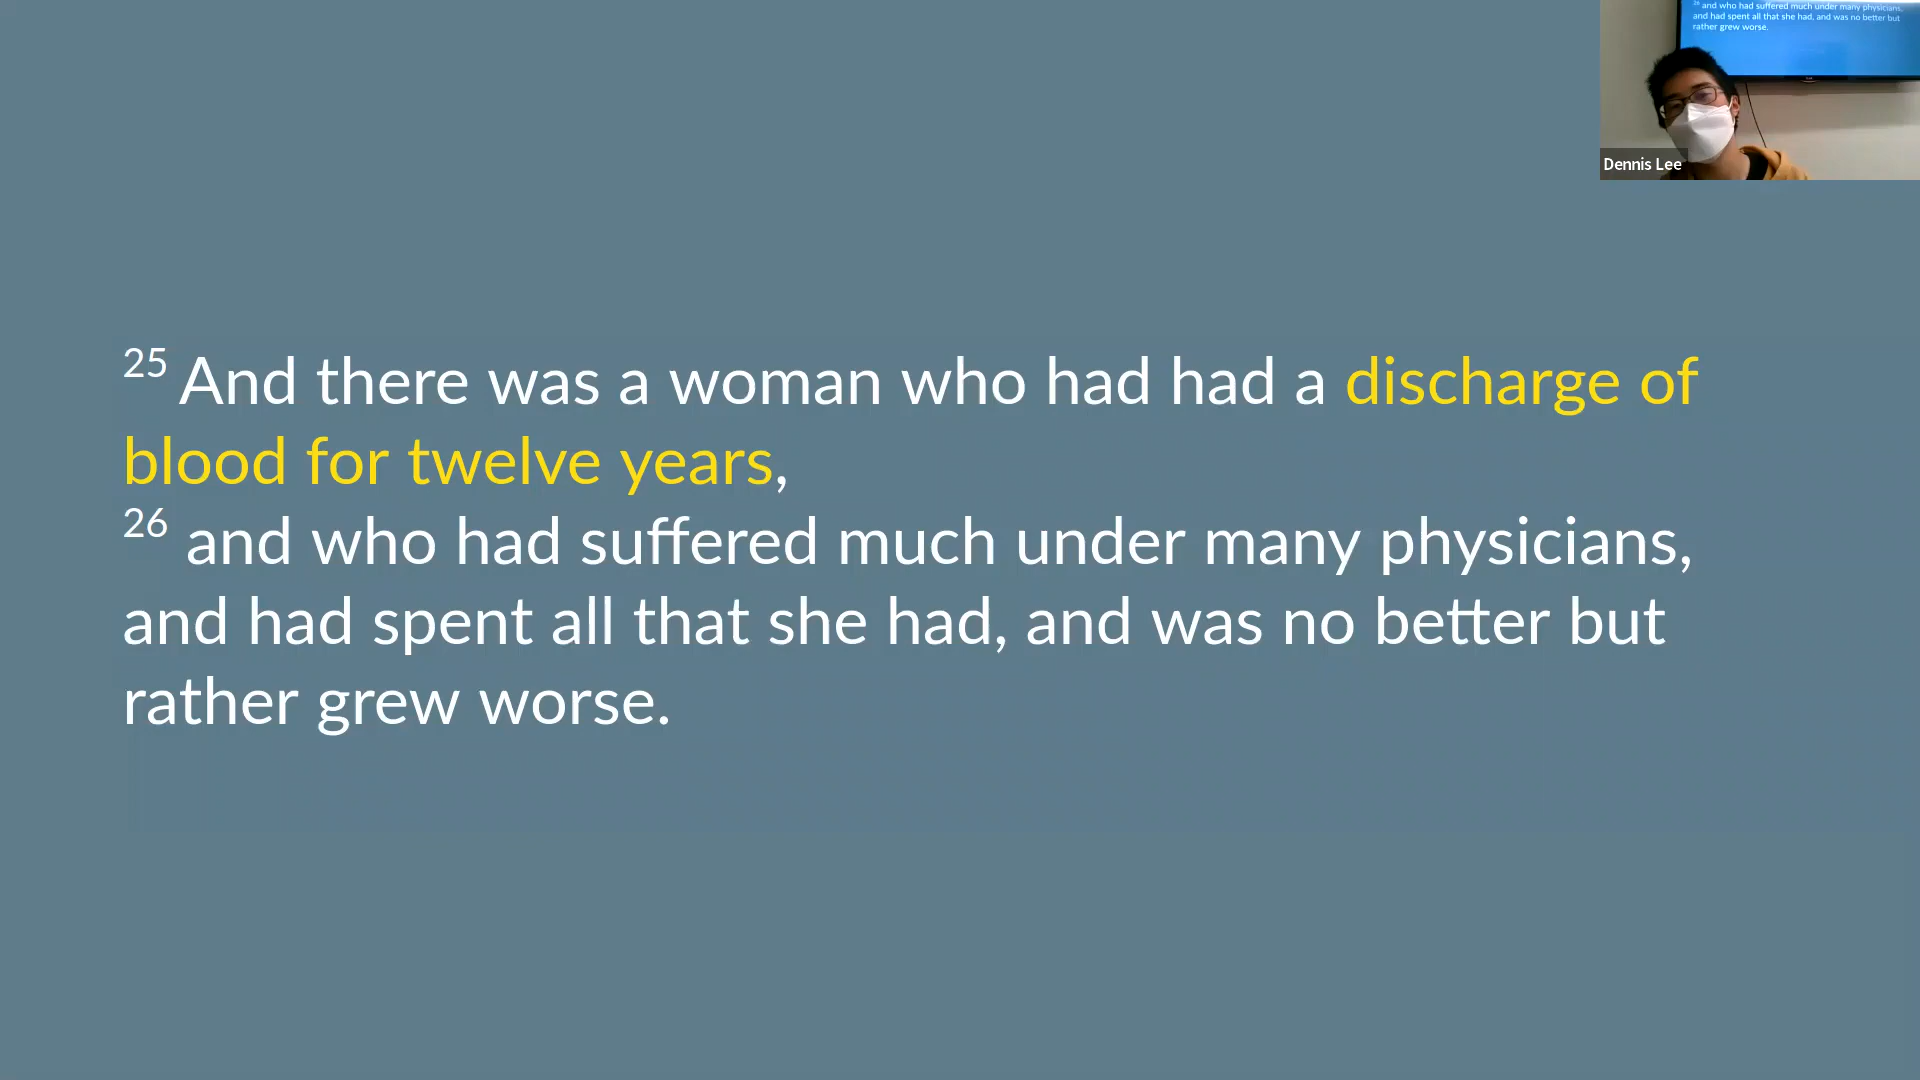 26 and who had suffered much under many physicians,
and had spent all that she had, and was no better but
rather grew worse.
Dennis Lee
25 And there was a woman who had had a discharge of
blood for twelve years,
26 and who had suffered much under many physicians,
and had spent all that she had, and was no better but
rather grew worse.